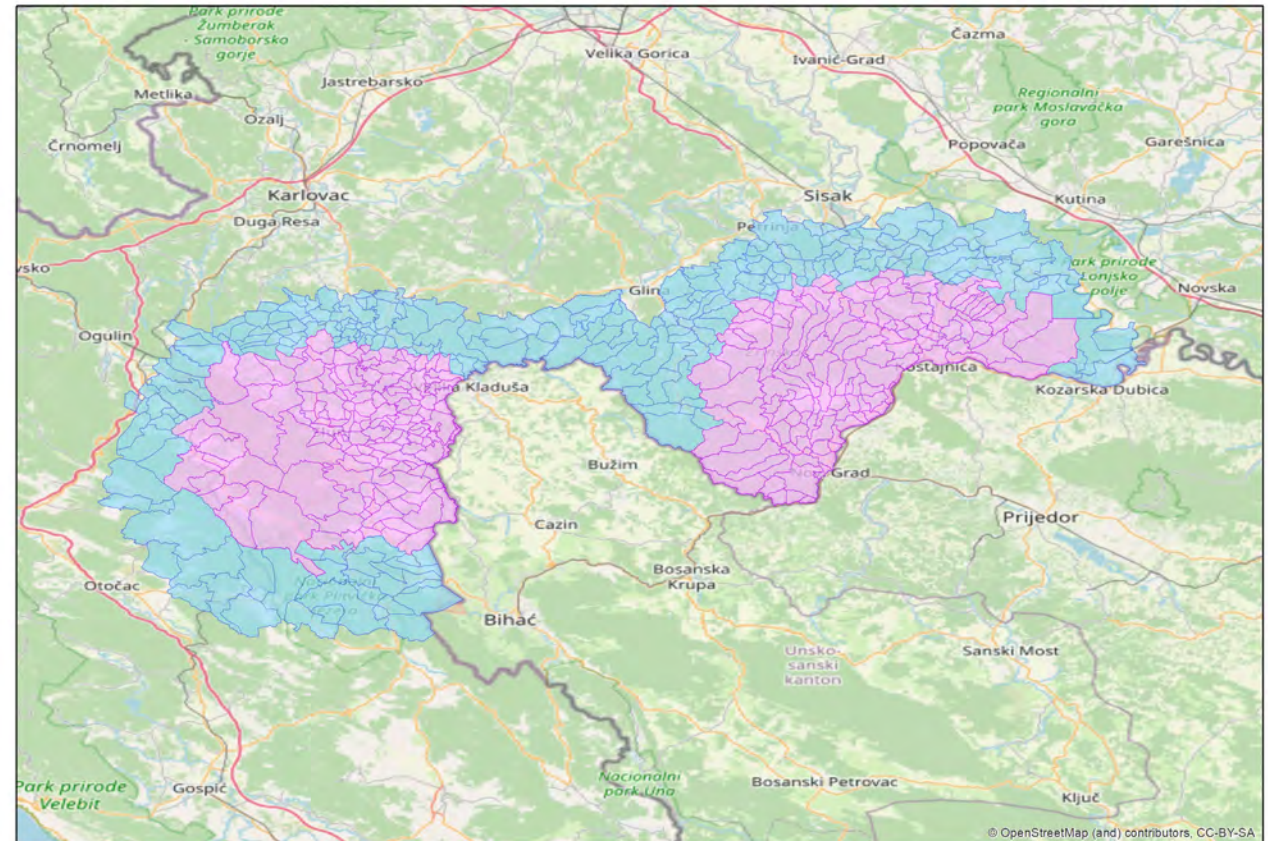 Park prirode
Žumberak
- Samoborsko
gorje
Čazma
Velika Gorica
Ivanić-Grad
Jastrebarsko
Metlika
Regionalni
park Moslavačka
gora
Ozalj
Črnomelj
Popovača
Garešnica
Karlovac
Sisak
Kutina
Duga Resa
Petrinja
vsko
ark prirode
Lonjsko
polje
Glina
Novska
Ogulin
ostajnica
Kladuša
Kozarska Dubica
Bužim
Grad
Cazin
Prijedor
Bosanska
Krupa
Otočac
Bihać
Unsko-
sanski
kanton
Sanski Most
Nacionalni
park Una
Bosanski Petrovac
Park prirode
Velebit
Gospić
Ključ
© OpenStreetMap (and) contributors, CC-BY-SA